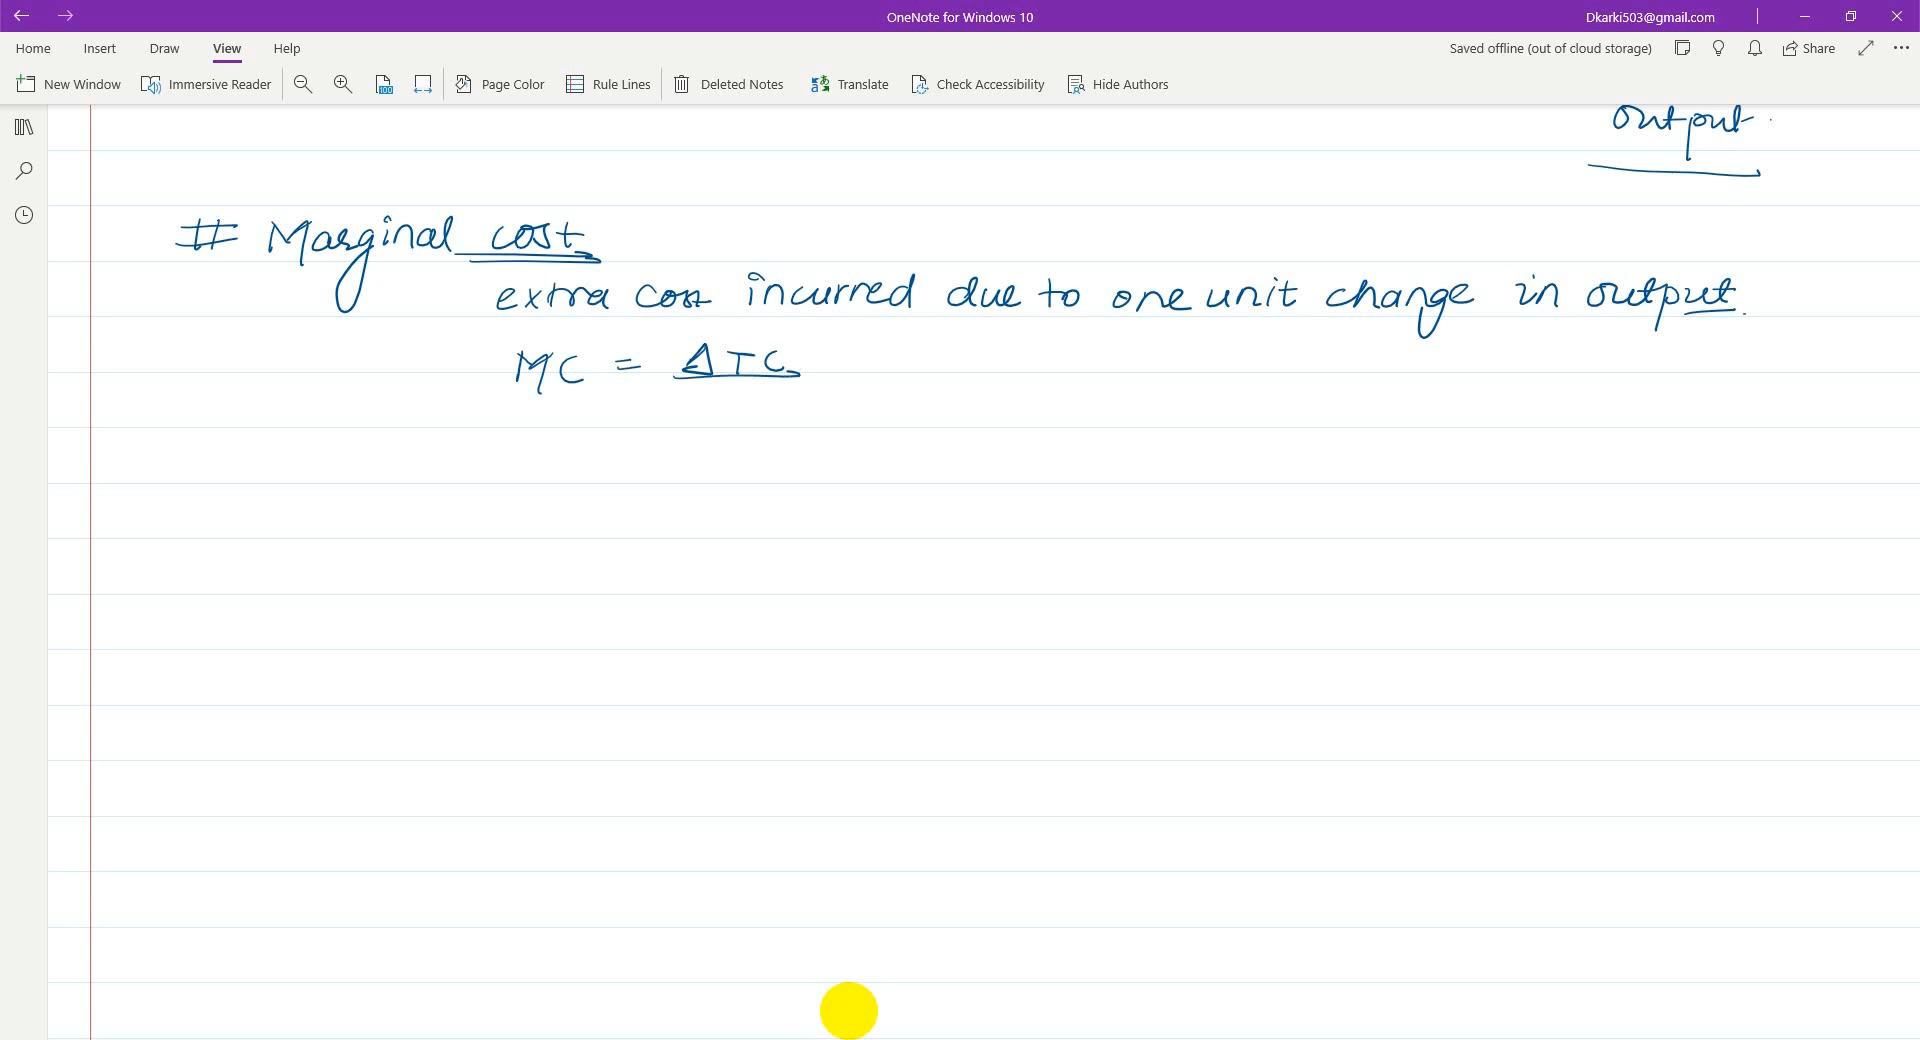 OneNote for Windows 10
Dkarki503@gmail.com
Home Insert Draw View Help
Saved offline (out of cloud storage) Share
New Window Immersive Reader 100 Page Color Rule Lines Deleted Notes Translate Check Accessibility Hide Authors
output.
# Marginal cost
extra cost incurred due to one unit change in output.
MC = ΔTC